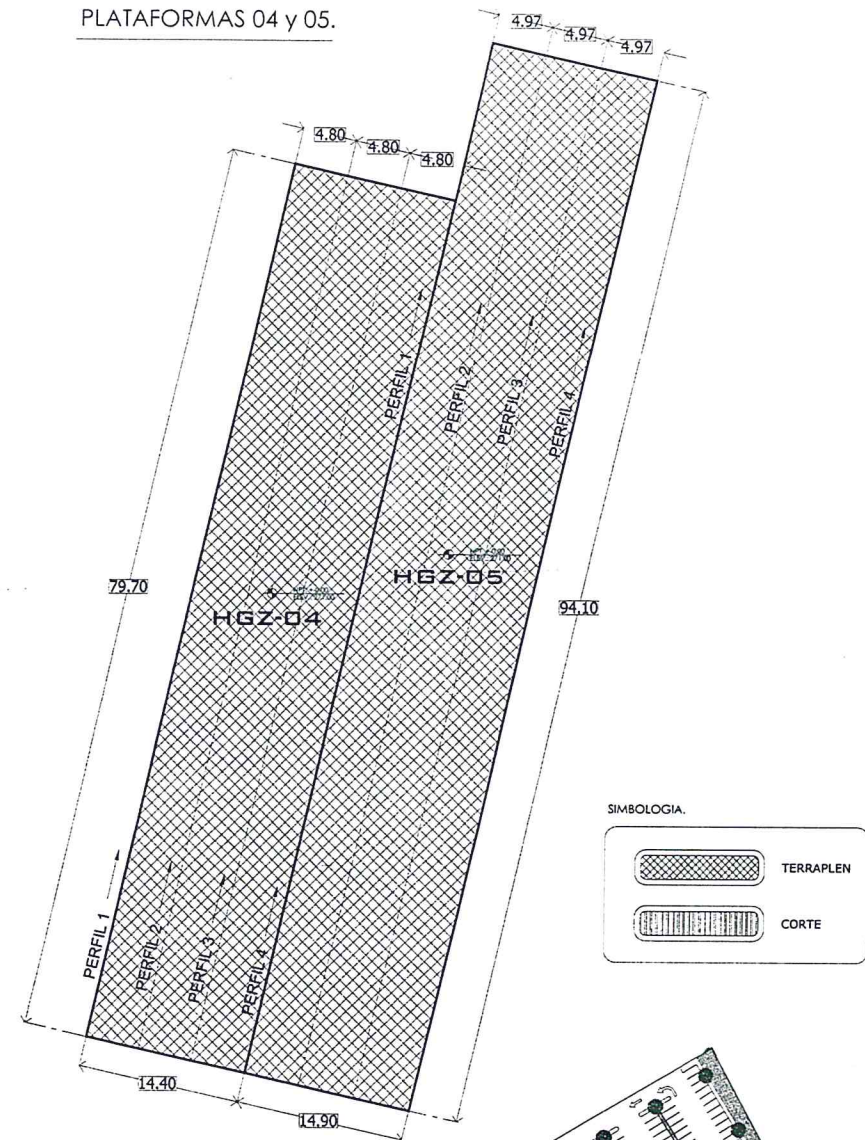 PLATAFORMAS 04 y 05.
4.97
4.97
4.97
4.80
4.80
4.80
PERFIL 1
PERFIL 2
PERFIL 3
PERFIL 4
79.70
HGZ-04
HGZ-05
94.10
SIMBOLOGIA.
TERRAPLEN
CORTE
PERFIL 1
PERFIL 2
PERFIL 3
PERFIL 4
14.40
14.90